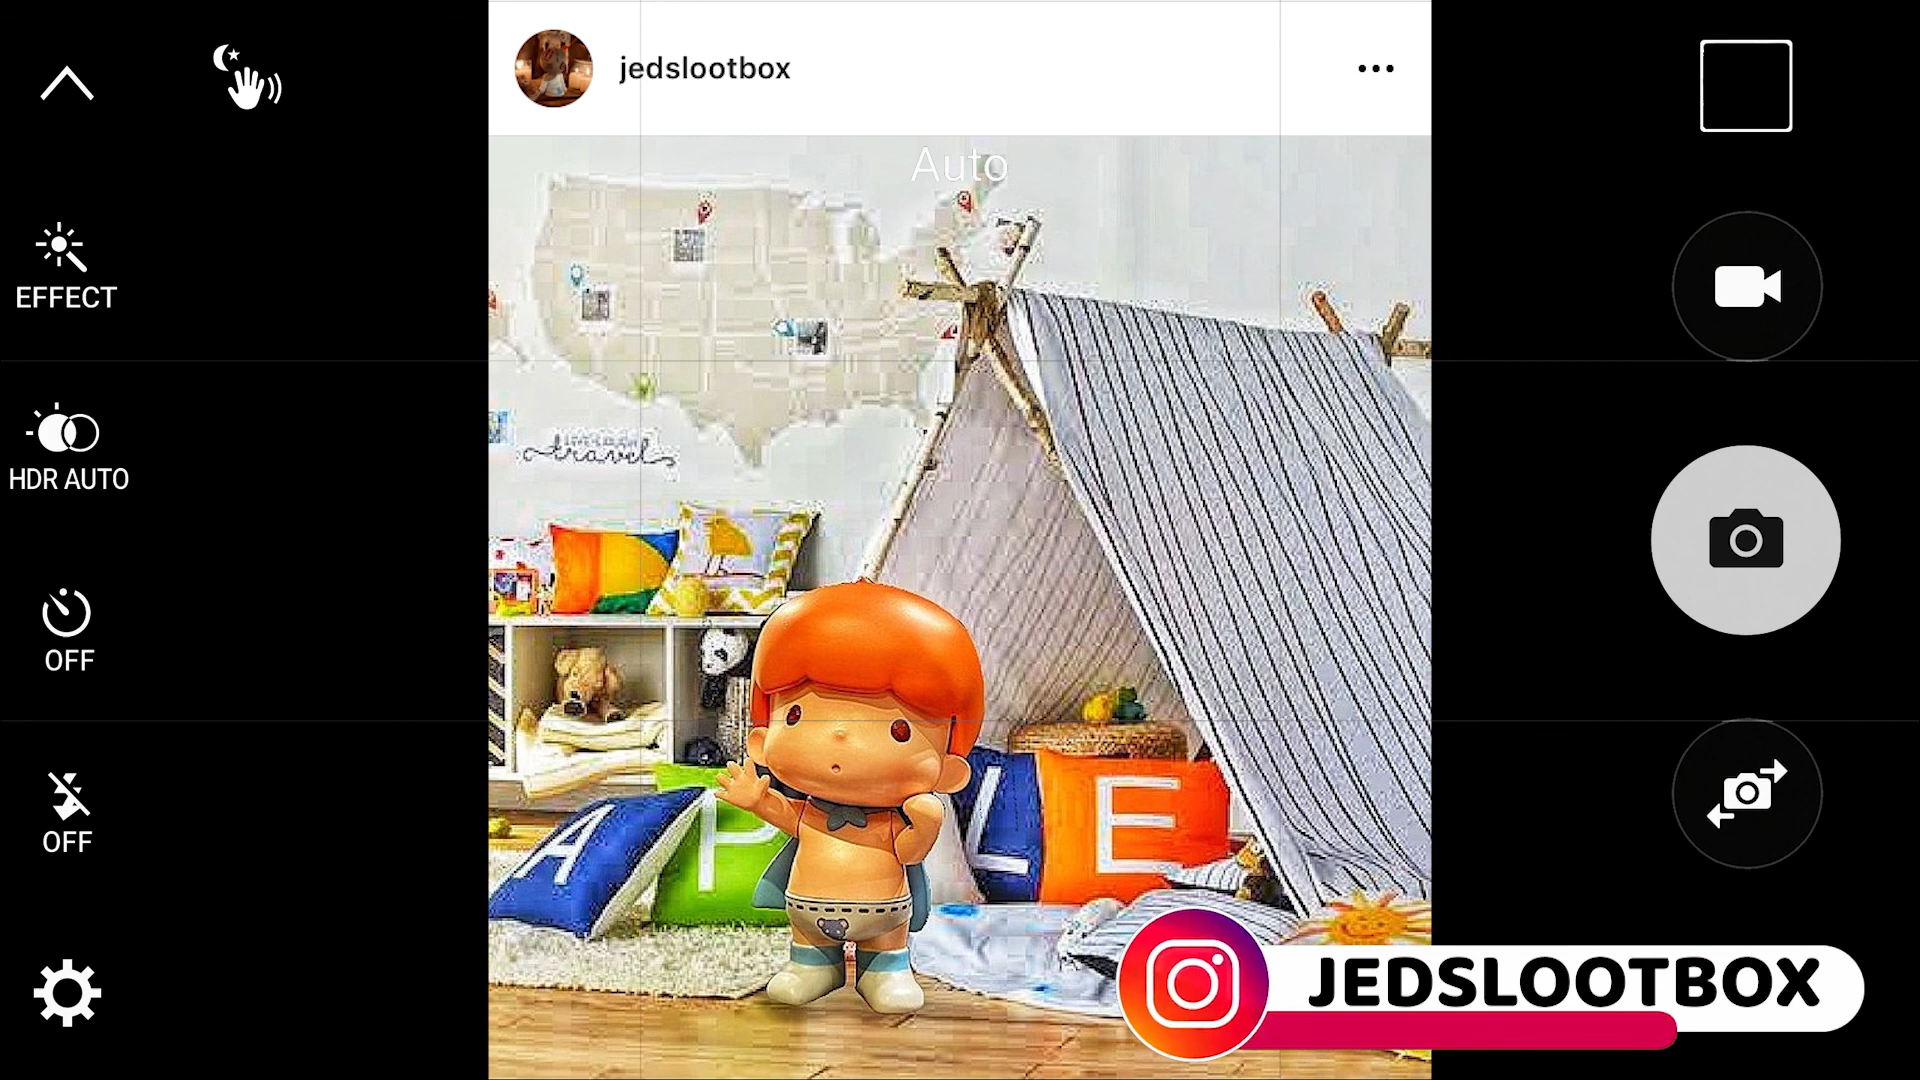 jedslootbox
Auto
EFFECT
HDR AUTO
travel
OFF
A P L E
OFF
JEDSLOOTBOX